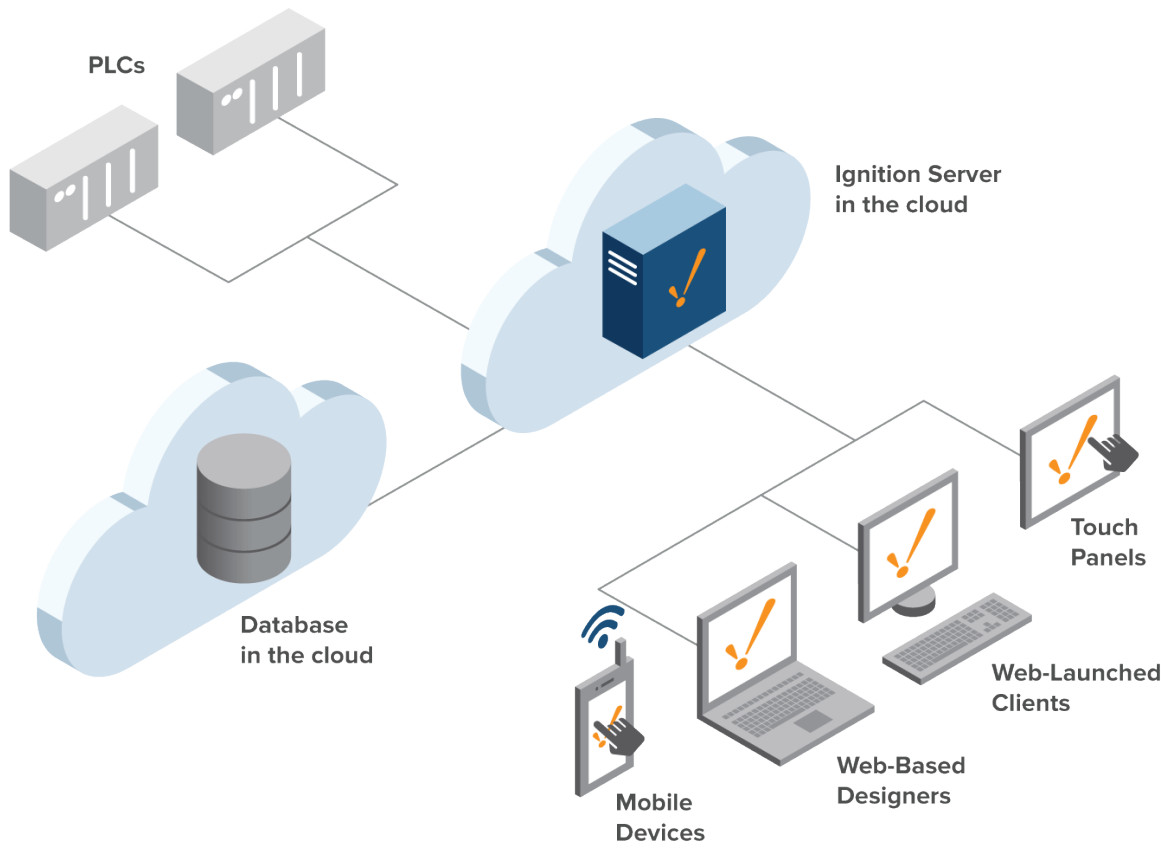 PLCs
Ignition Server
in the cloud
Database
in the cloud
Touch
Panels
Web-Launched
Clients
Web-Based
Designers
Mobile
Devices